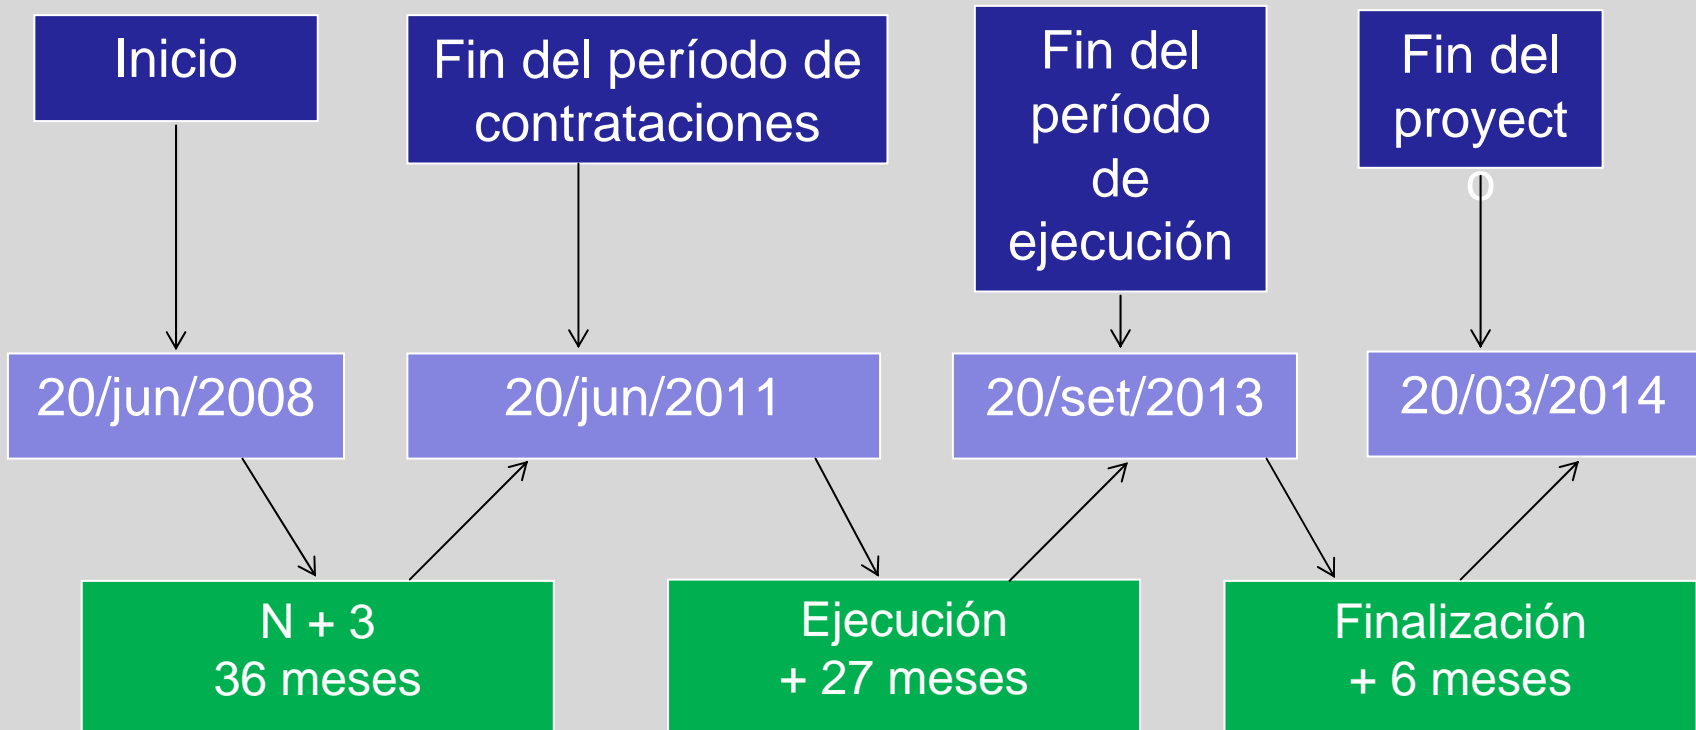 Inicio
Fin del período de
contrataciones
Fin del
período
de
ejecución
Fin del
proyect
o
20/jun/2008
20/jun/2011
20/set/2013
20/03/2014
N + 3
36 meses
Ejecución
+ 27 meses
Finalización
+ 6 meses